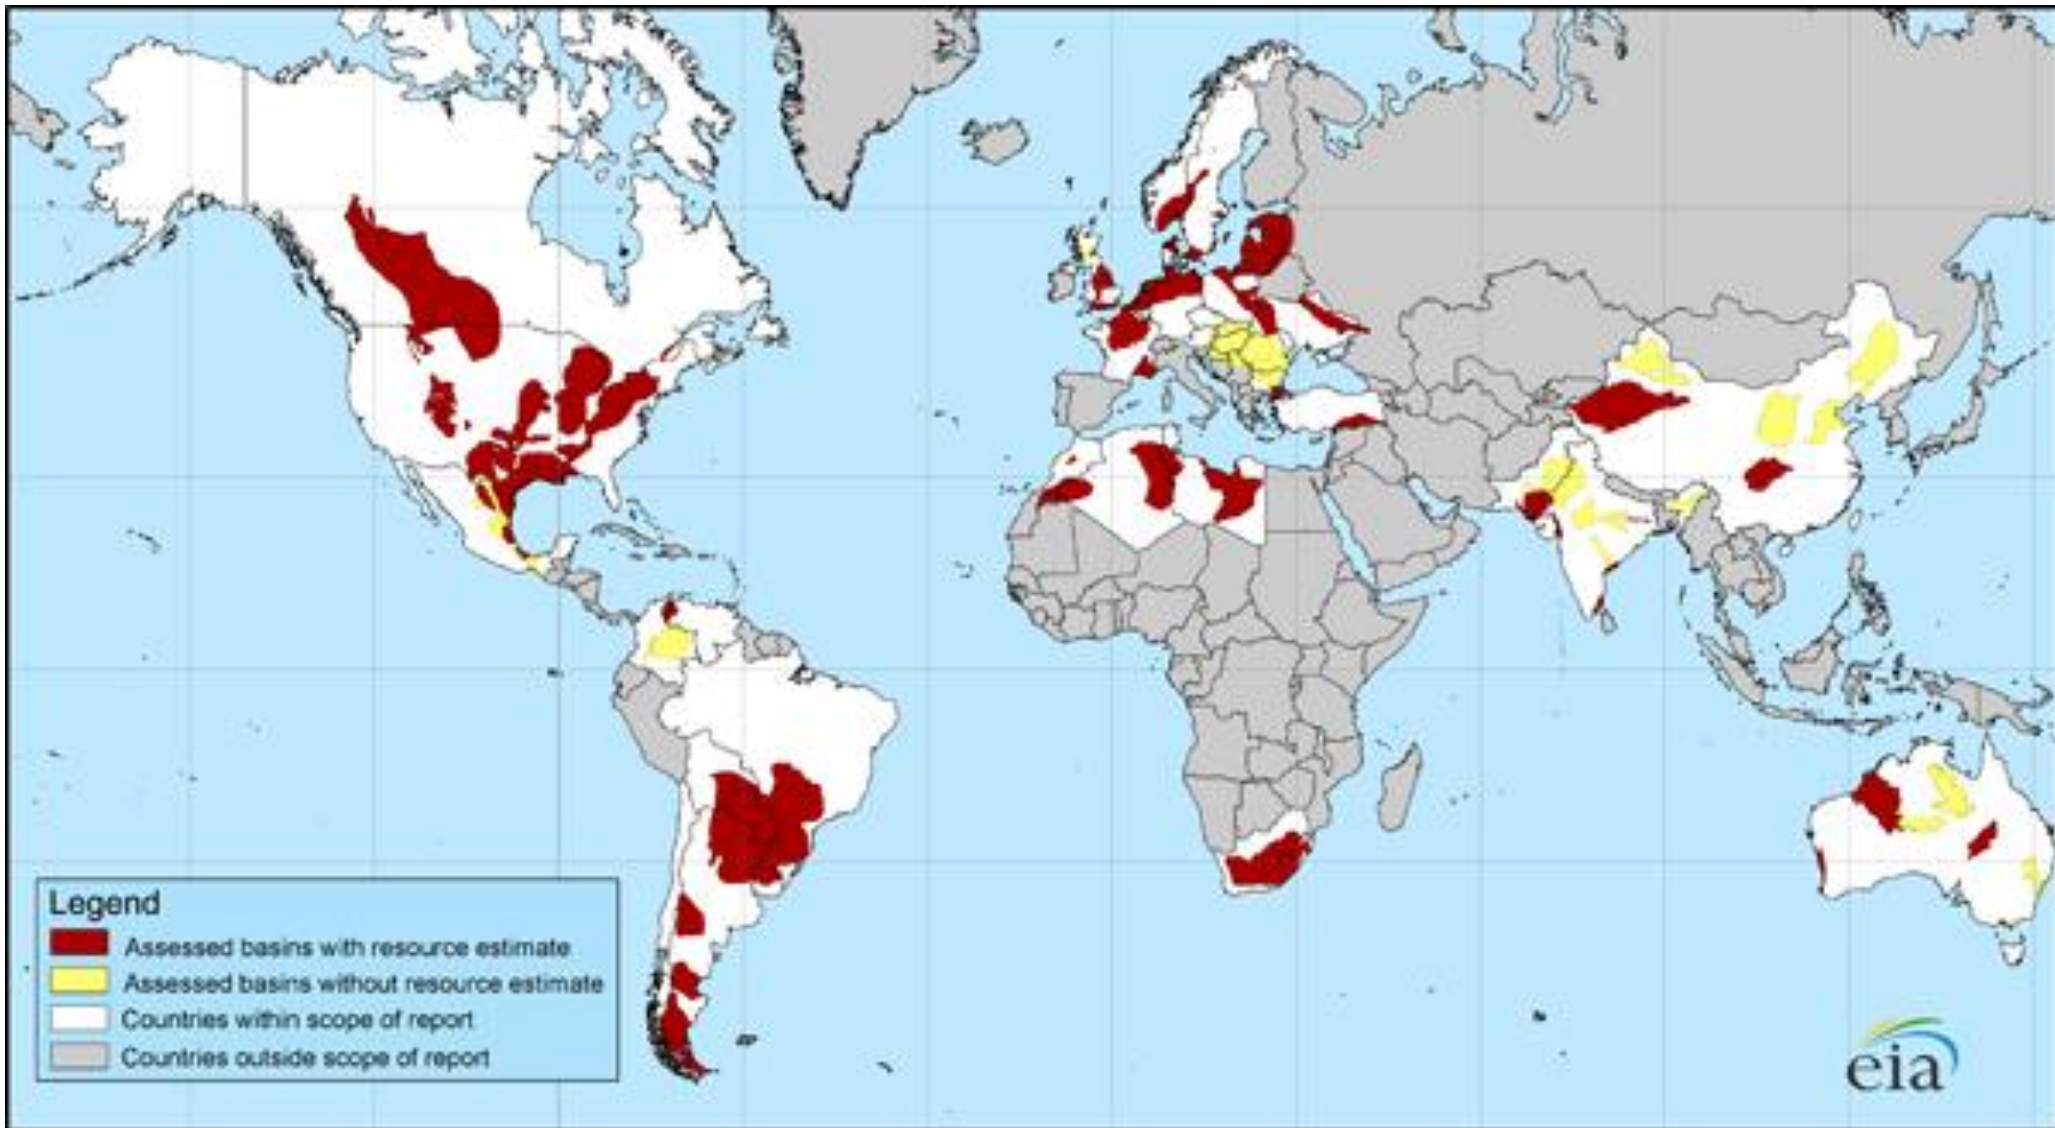 Legend
Assessed basins with resource estimate
Assessed basins without resource estimate
Countries within scope of report
Countries outside scope of report
eia